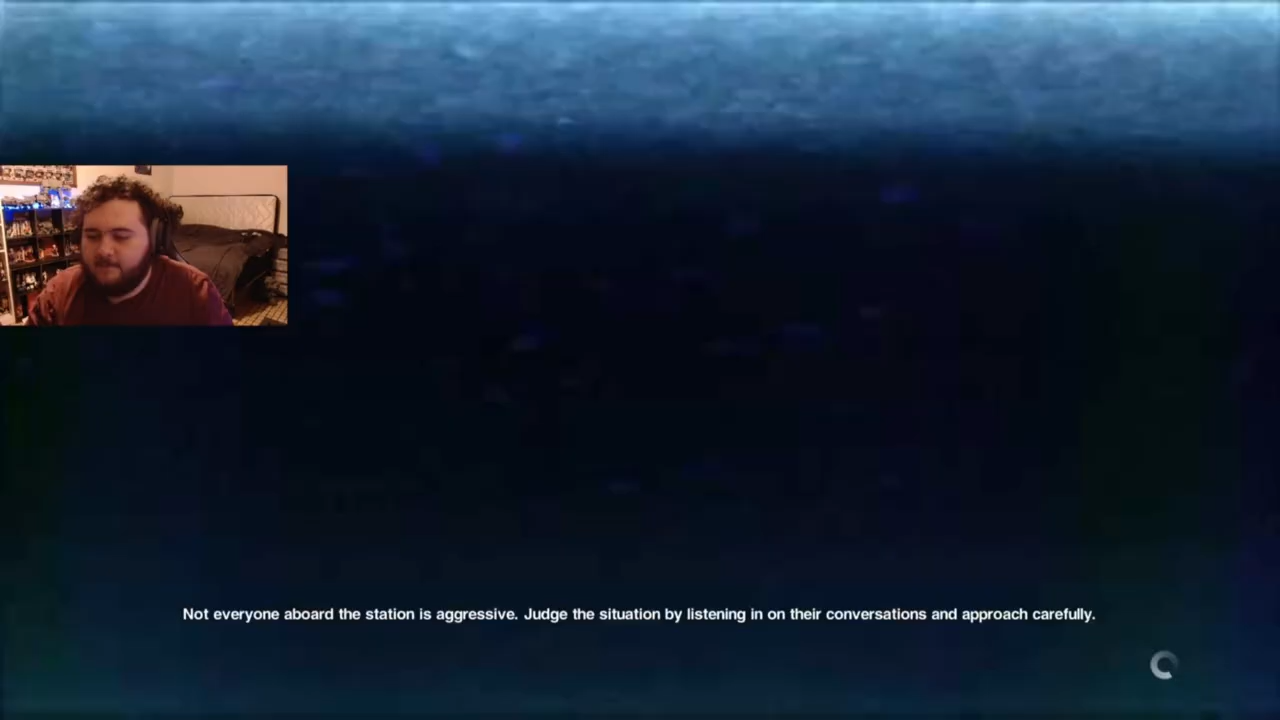 Not everyone aboard the station is aggressive. Judge the situation by listening in on their conversations and approach carefully.